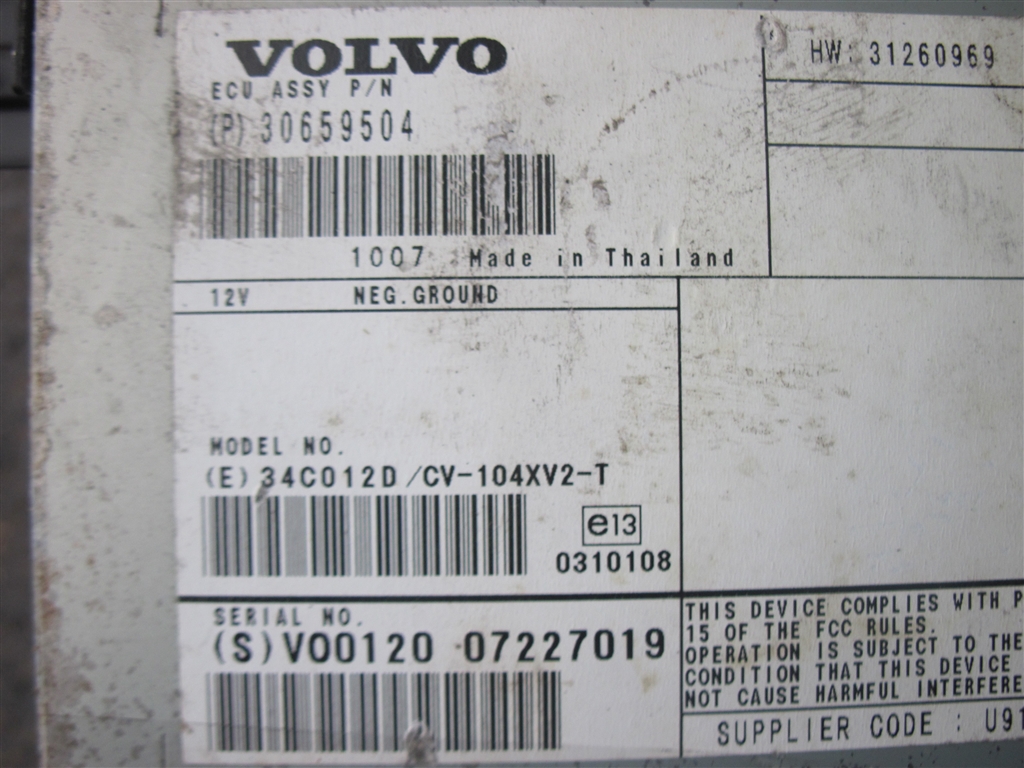 VOLVO
HW: 31260969
ECU ASSY P/N
(P) 30659504
1007 Made in Thailand
12V NEG.GROUND
MODEL NO.
(E) 34C012D/CV-104XV2-T
e13
0310108
SERIAL NO.
(S) VO0120 07227019
THIS DEVICE COMPLIES WITH P
15 OF THE FCC RULES.
OPERATION IS SUBJECT TO THE
CONDITION THAT THIS DEVICE
NOT CAUSE HARMFUL INTERFERE
SUPPLIER CODE : U91